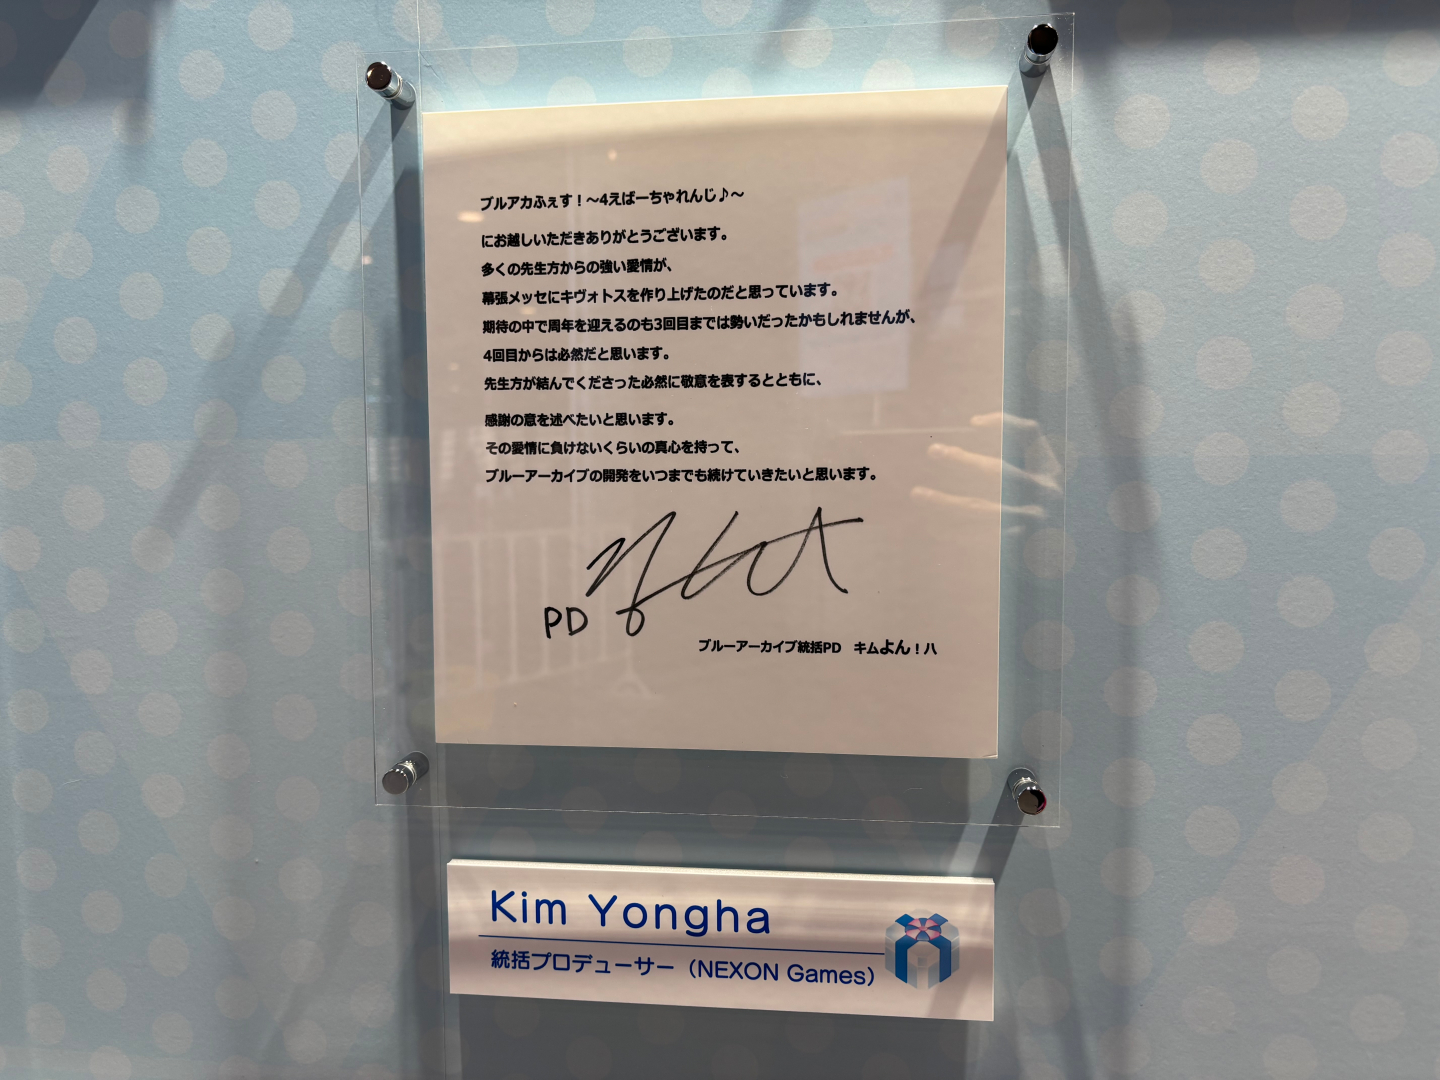 ブルアカふぇす！～4えばーちゃれんじ♪～
にお越しいただきありがとうございます。
多くの先生方からの強い愛情が、
幕張メッセにキヴォトスを作り上げたのだと思っています。
期待の中で周年を迎えるのも3回目までは勢いだったかもしれませんが、
4回目からは必然だと思います。
先生方が結んでくださった必然に敬意を表するとともに、
感謝の意を述べたいと思います。
その愛情に負けないくらいの真心を持って、
ブルーアーカイブの開発をいつまでも続けていきたいと思います。
PD
ブルーアーカイブ統括PD　キムよん！ハ
Kim Yongha
統括プロデューサー（NEXON Games）